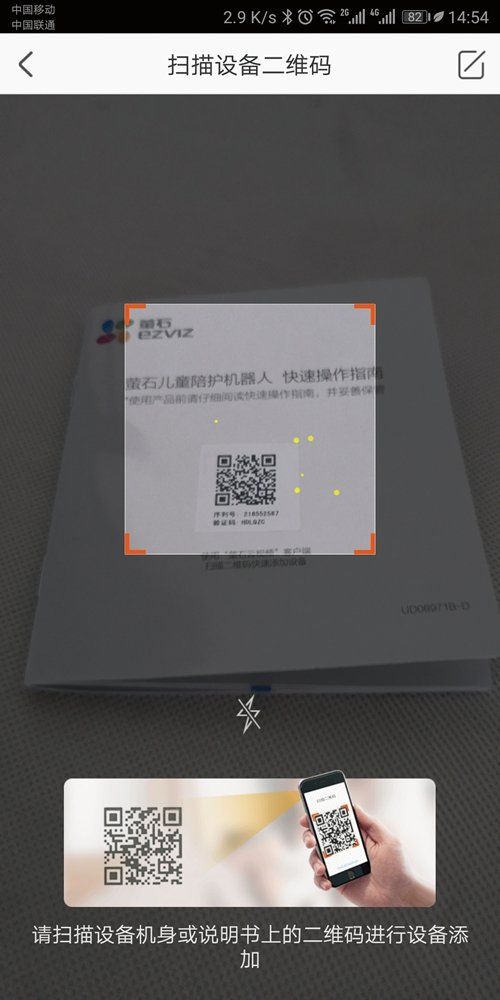 中国移动
中国联通
2.9 K/s
2G
4G
82
14:54
扫描设备二维码
萤石
ezviz
萤石儿童陪护机器人 快速操作指南
*使用产品前请仔细阅读快速操作指南，并妥善保管
序列号：218552587
验证码：
使用“萤石云视频”客户端
扫描二维码快速添加设备
UD08971B-D
扫描二维码
请扫描设备机身或说明书上的二维码进行设备添
加